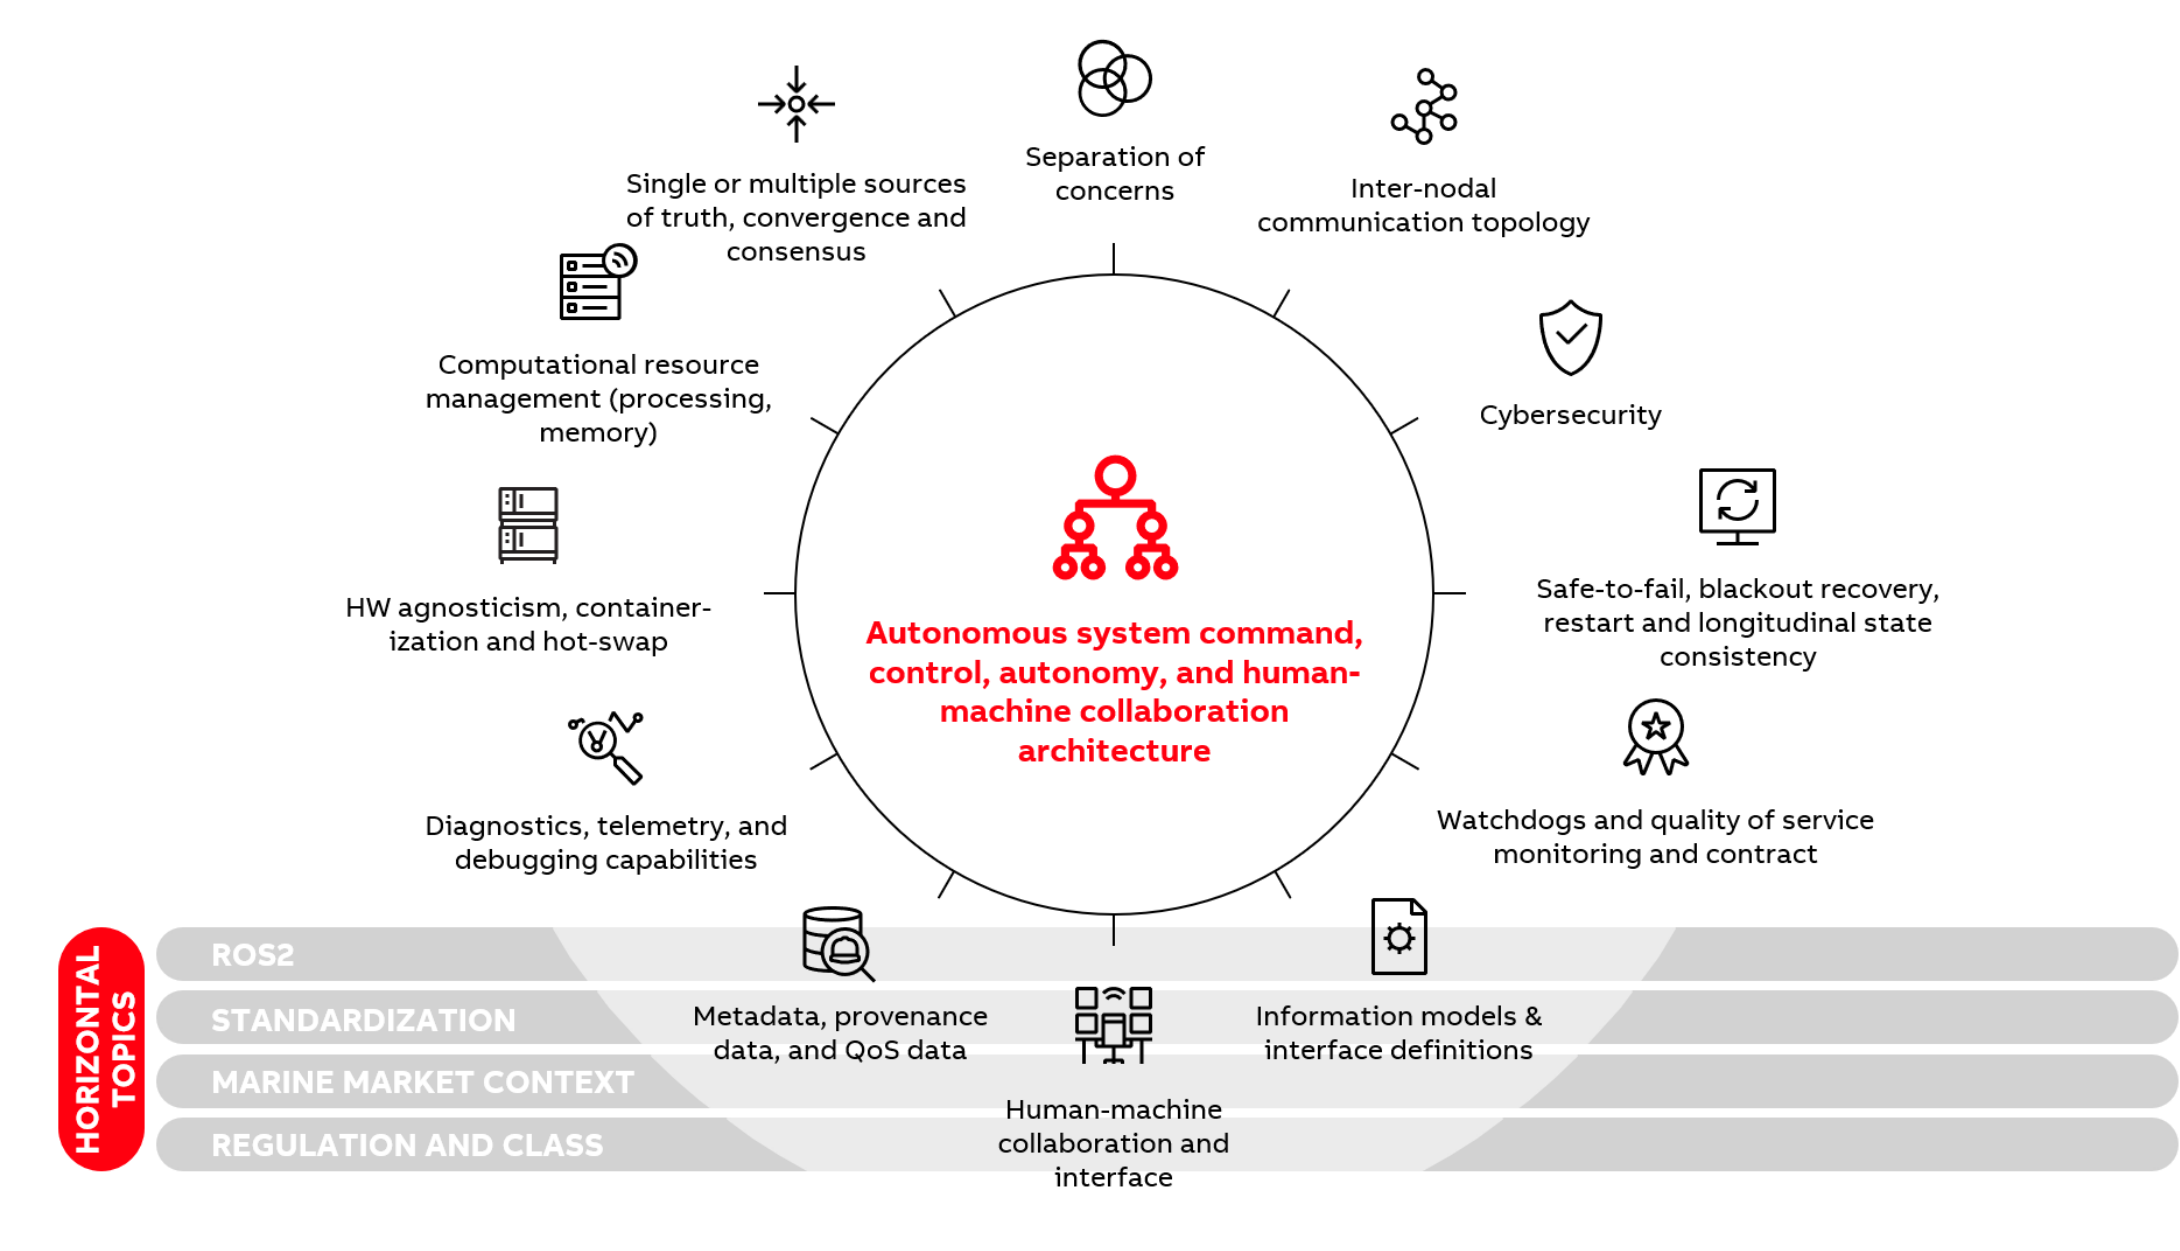 Separation of
concerns
Inter-nodal
communication topology
Cybersecurity
Safe-to-fail, blackout recovery,
restart and longitudinal state
consistency
Watchdogs and quality of service
monitoring and contract
Information models &
interface definitions
Human-machine
collaboration and
interface
Metadata, provenance
data, and QoS data
Diagnostics, telemetry, and
debugging capabilities
HW agnosticism, container-
ization and hot-swap
Computational resource
management (processing,
memory)
Single or multiple sources
of truth, convergence and
consensus
Autonomous system command,
control, autonomy, and human-
machine collaboration
architecture
HORIZONTAL
TOPICS
ROS2
STANDARDIZATION
MARINE MARKET CONTEXT
REGULATION AND CLASS